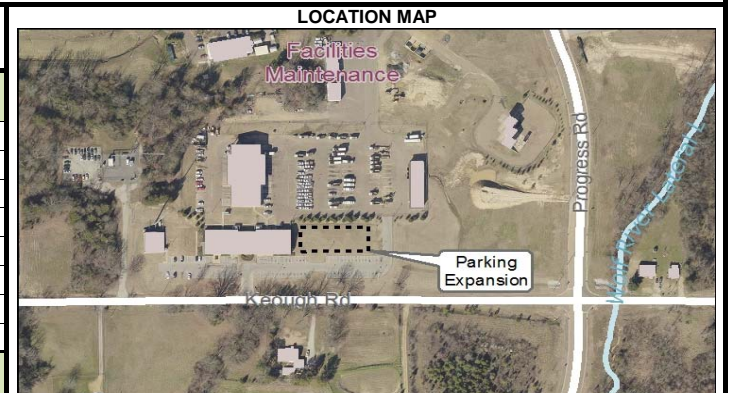 LOCATION MAP
Facilities
Maintenance
Progress Rd
Parking
Expansion
Keough Rd